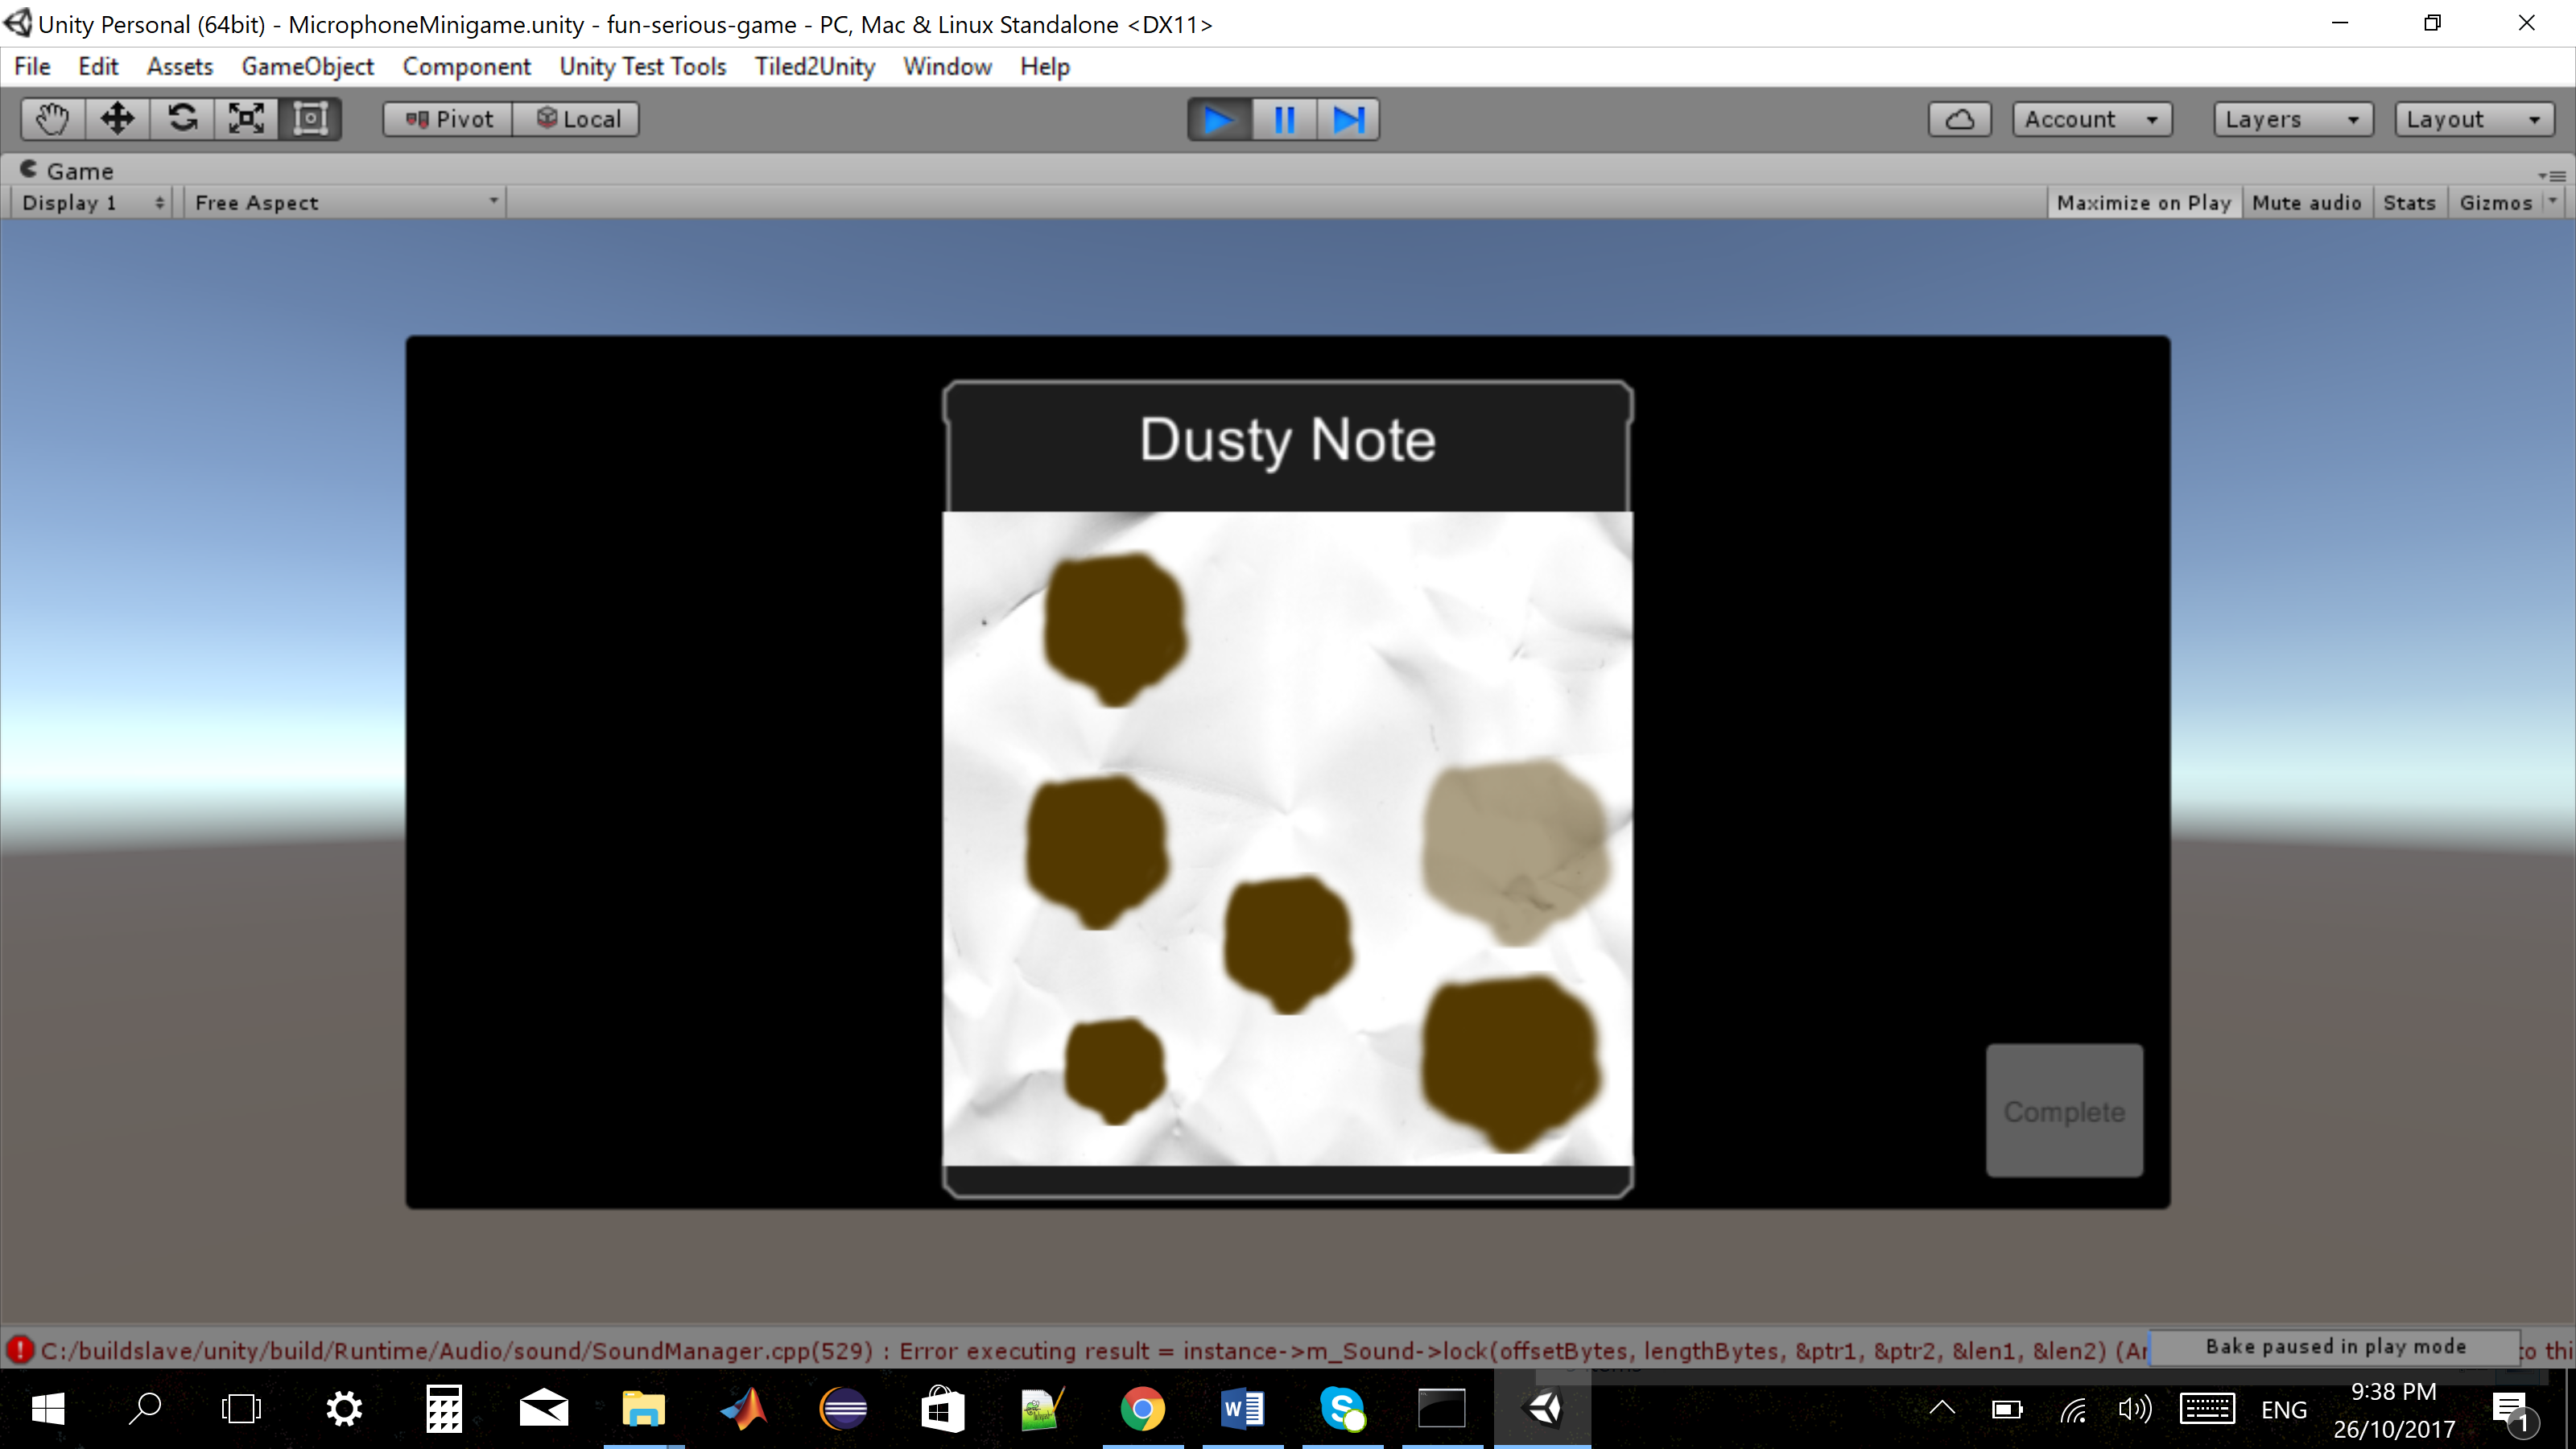 Unity Personal (64bit) - MicrophoneMinigame.unity - fun-serious-game - PC, Mac & Linux Standalone <DX11>
File Edit Assets GameObject Component Unity Test Tools Tiled2Unity Window Help
Pivot Local Account Layers Layout
Game
Display 1 Free Aspect Maximize on Play Mute audio Stats Gizmos
Dusty Note
Complete
C:/buildslave/unity/build/Runtime/Audio/sound/SoundManager.cpp(529) : Error executing result = instance->m_Sound->lock(offsetBytes, lengthBytes, &ptr1, &ptr2, &len1, &len2) (Ar Bake paused in play mode to thi
9:38 PM
ENG
26/10/2017
1